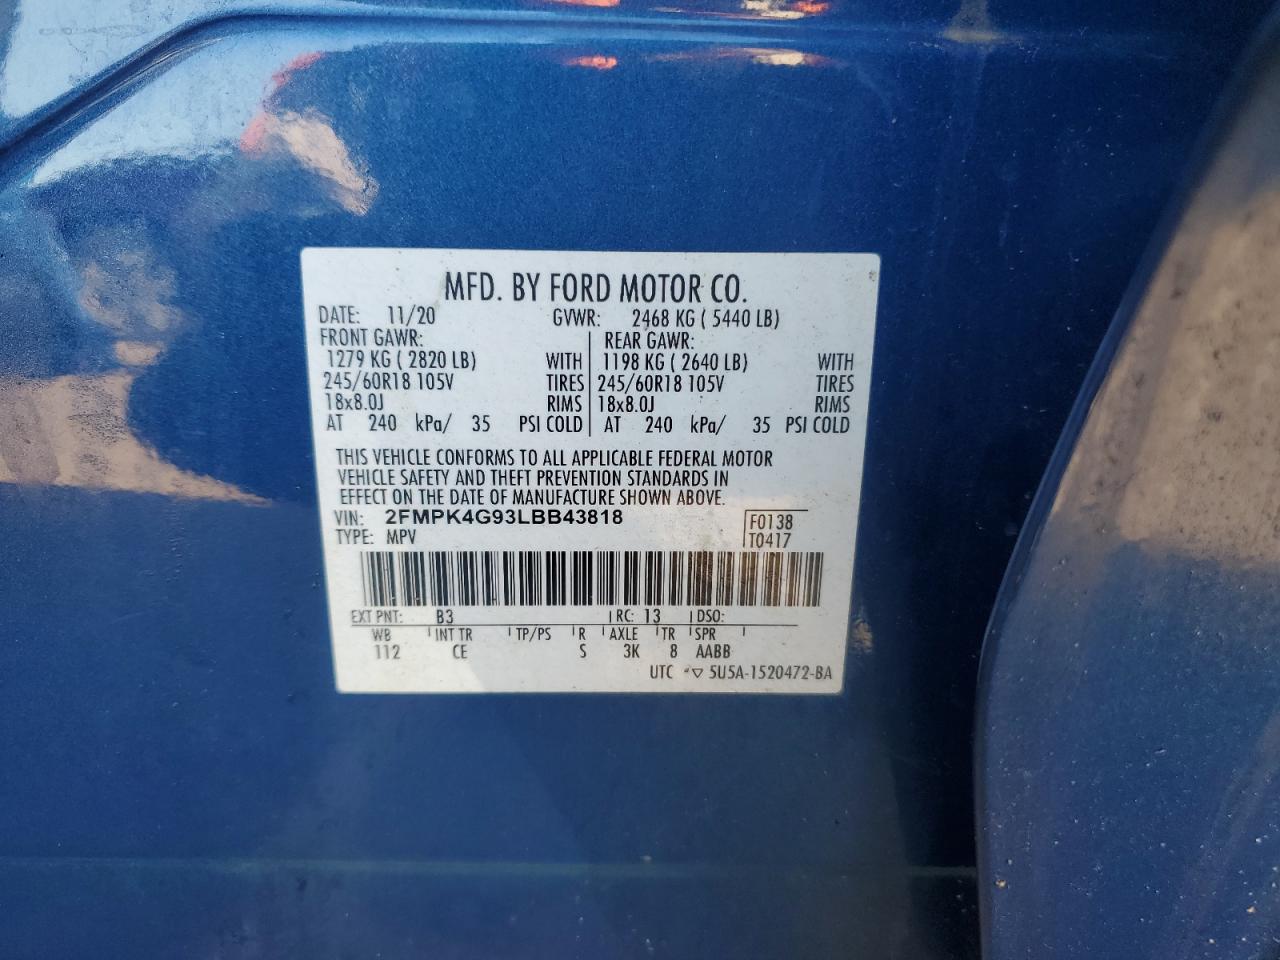 MFD. BY FORD MOTOR CO.
DATE: 11/20 GVWR: 2468 KG ( 5440 LB)
FRONT GAWR: REAR GAWR:
1279 KG ( 2820 LB) WITH 1198 KG ( 2640 LB) WITH
245/60R18 105V TIRES 245/60R18 105V TIRES
18x8.0J RIMS 18x8.0J RIMS
AT 240 kPa/ 35 PSI COLD AT 240 kPa/ 35 PSI COLD
THIS VEHICLE CONFORMS TO ALL APPLICABLE FEDERAL MOTOR
VEHICLE SAFETY AND THEFT PREVENTION STANDARDS IN
EFFECT ON THE DATE OF MANUFACTURE SHOWN ABOVE.
VIN: 2FMPK4G93LBB43818 F0138
TYPE: MPV T0417
EXT PNT: B3 RC: 13 DSO:
WB INT TR TP/PS R AXLE TR SPR
112 CE S 3K 8 AABB
UTC 5U5A-1520472-BA